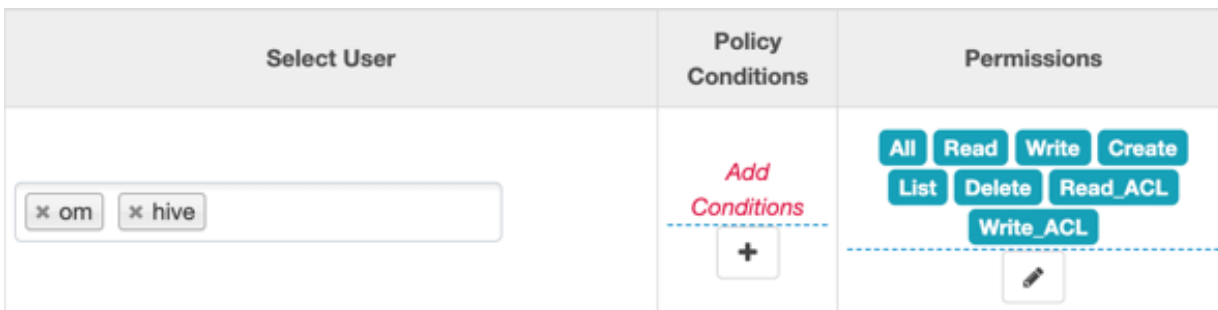 Select User
Policy
Conditions
Permissions
× om × hive
Add
Conditions
+
All Read Write Create
List Delete Read_ACL
Write_ACL